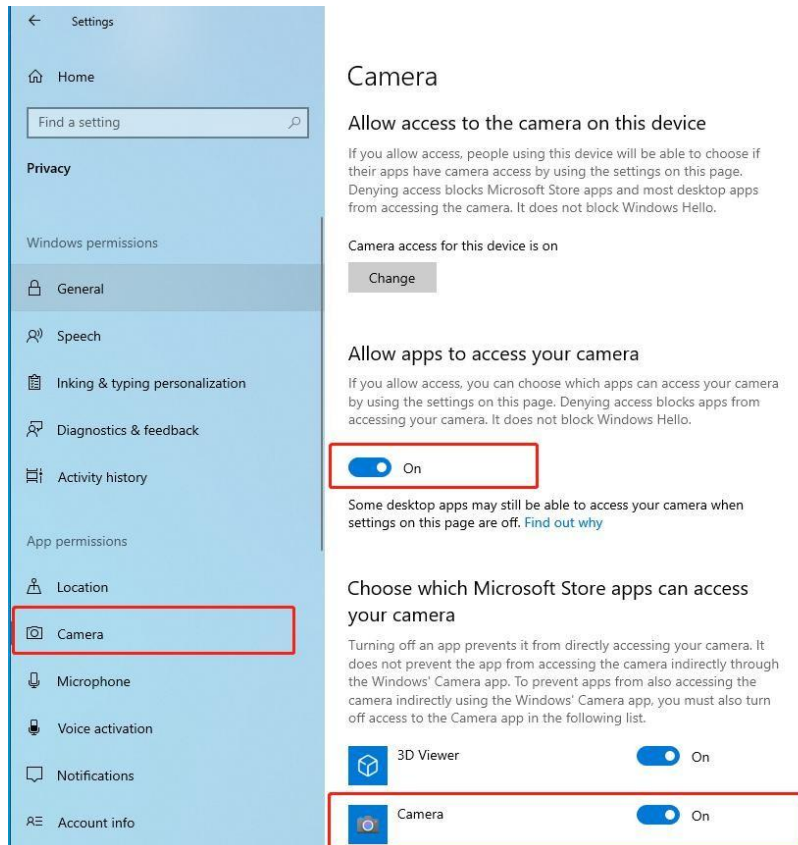 Settings
Home
Find a setting
Privacy
Windows permissions
General
Speech
Inking & typing personalization
Diagnostics & feedback
Activity history
App permissions
Location
Camera
Microphone
Voice activation
Notifications
Account info
Camera
Allow access to the camera on this device
If you allow access, people using this device will be able to choose if
their apps have camera access by using the settings on this page.
Denying access blocks Microsoft Store apps and most desktop apps
from accessing the camera. It does not block Windows Hello.
Camera access for this device is on
Change
Allow apps to access your camera
If you allow access, you can choose which apps can access your camera
by using the settings on this page. Denying access blocks apps from
accessing your camera. It does not block Windows Hello.
On
Some desktop apps may still be able to access your camera when
settings on this page are off. Find out why
Choose which Microsoft Store apps can access
your camera
Turning off an app prevents it from directly accessing your camera. It
does not prevent the app from accessing the camera indirectly through
the Windows' Camera app. To prevent apps from also accessing the
camera indirectly using the Windows' Camera app, you must also turn
off access to the Camera app in the following list.
3D Viewer On
Camera On